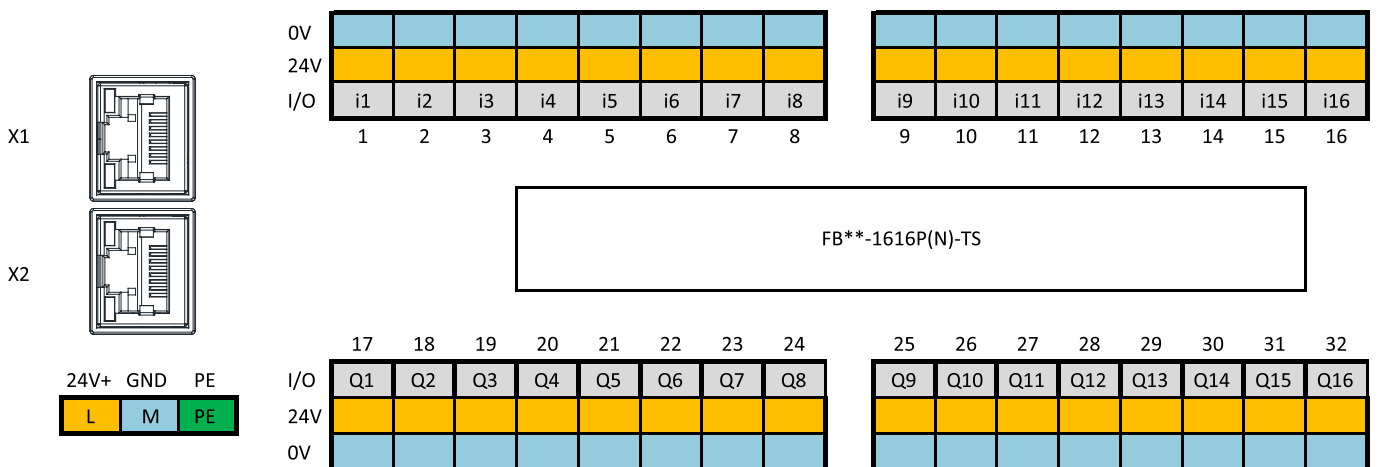 0V
24V
I/O i1 i2 i3 i4 i5 i6 i7 i8 i9 i10 i11 i12 i13 i14 i15 i16
1 2 3 4 5 6 7 8 9 10 11 12 13 14 15 16
X1
FB**-1616P(N)-TS
X2
17 18 19 20 21 22 23 24 25 26 27 28 29 30 31 32
24V+ GND PE
I/O Q1 Q2 Q3 Q4 Q5 Q6 Q7 Q8 Q9 Q10 Q11 Q12 Q13 Q14 Q15 Q16
L M PE
24V
0V